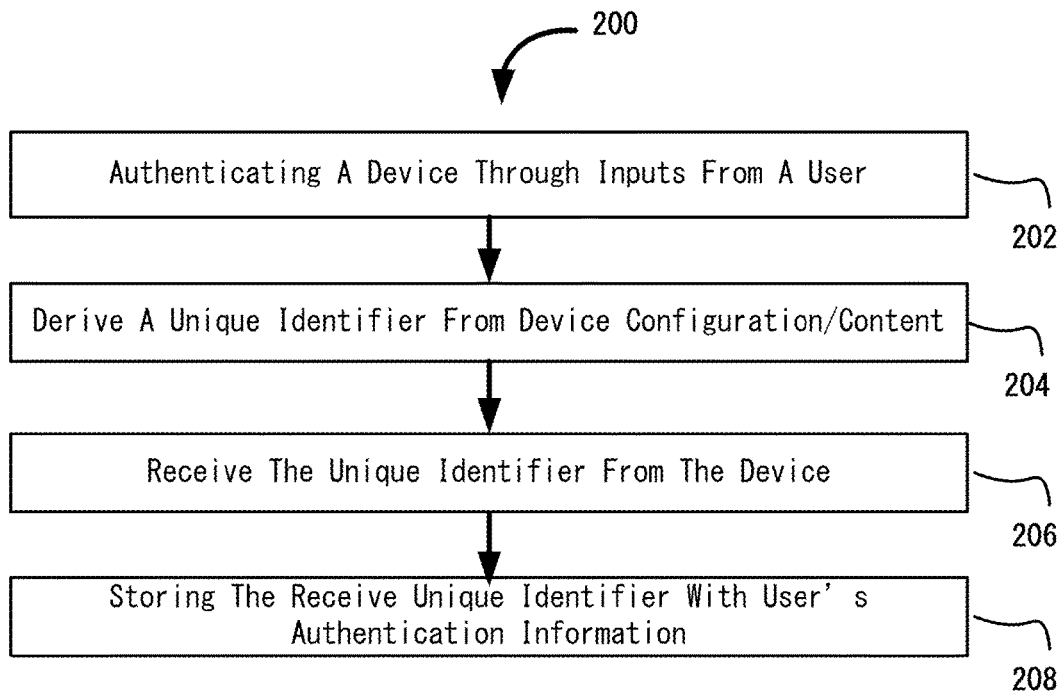 200
Authenticating A Device Through Inputs From A User
202
Derive A Unique Identifier From Device Configuration/Content
204
Receive The Unique Identifier From The Device
206
Storing The Receive Unique Identifier With User's
Authentication Information
208